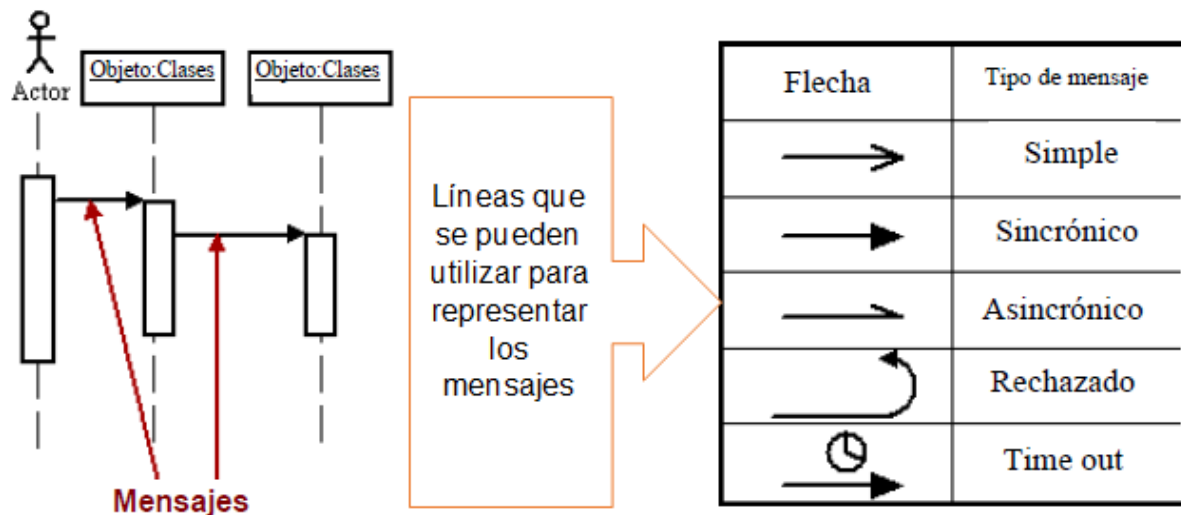 Actor
Objeto:Clases
Objeto:Clases
Mensajes
Líneas que
se pueden
utilizar para
representar
los
mensajes
Flecha
Tipo de mensaje
Simple
Sincrónico
Asincrónico
Rechazado
Time out